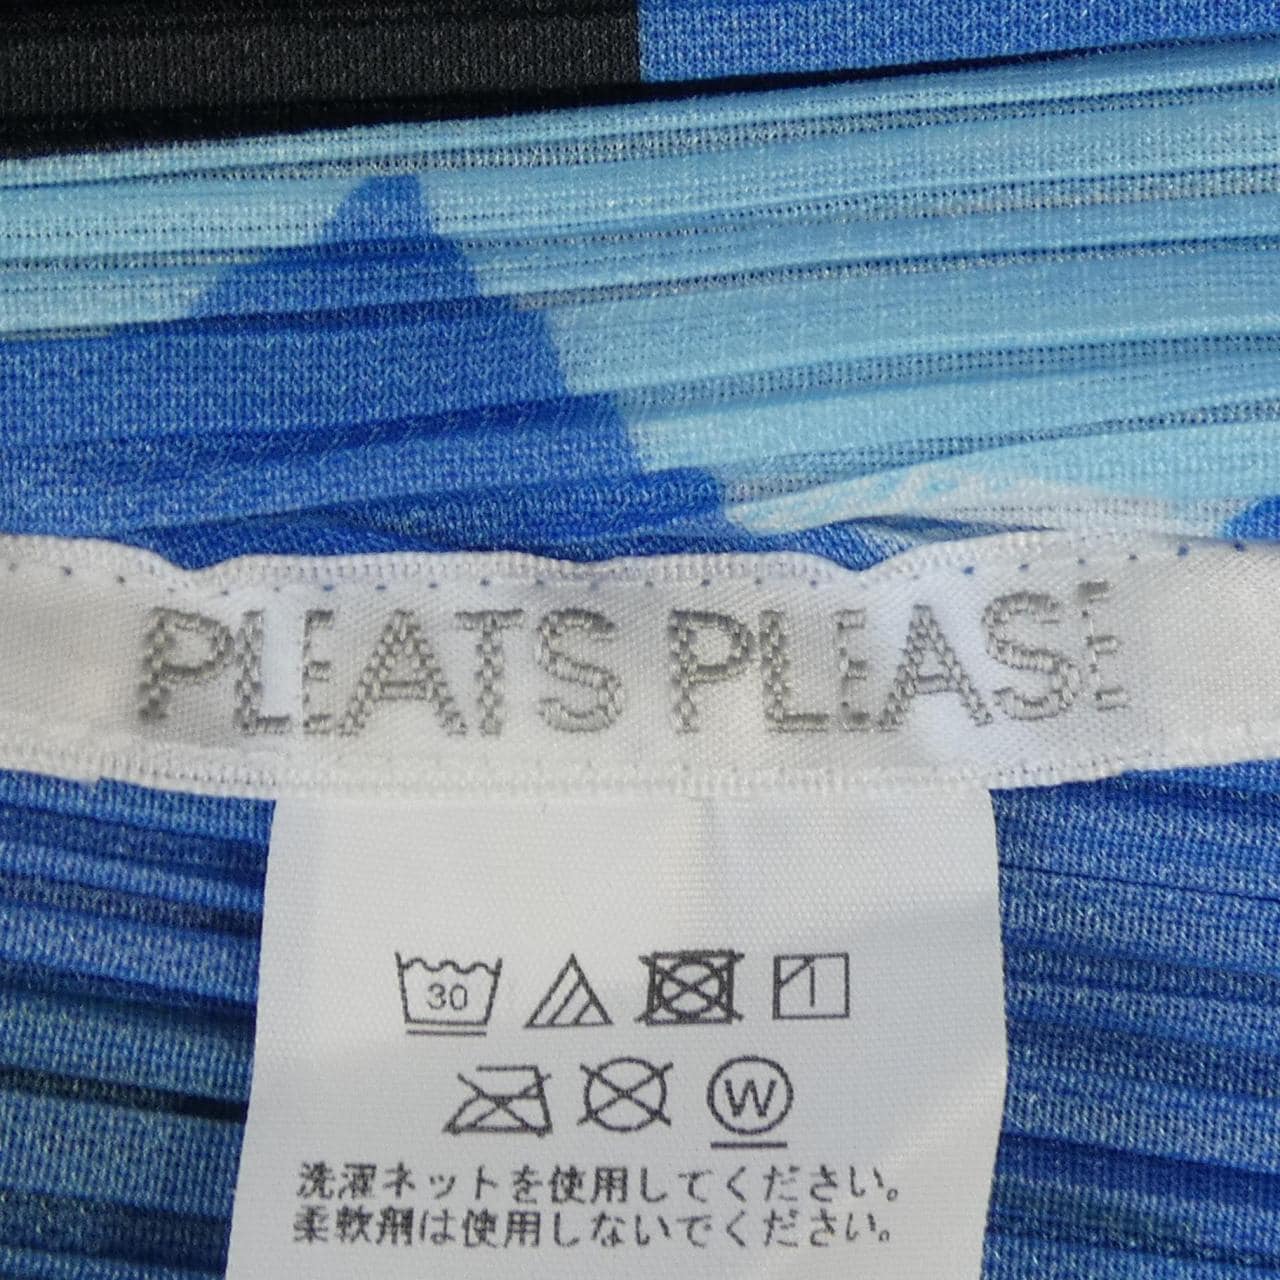 PLEATS PLEASE
30
W
洗濯ネットを使用してください。
柔軟剤は使用しないでください。